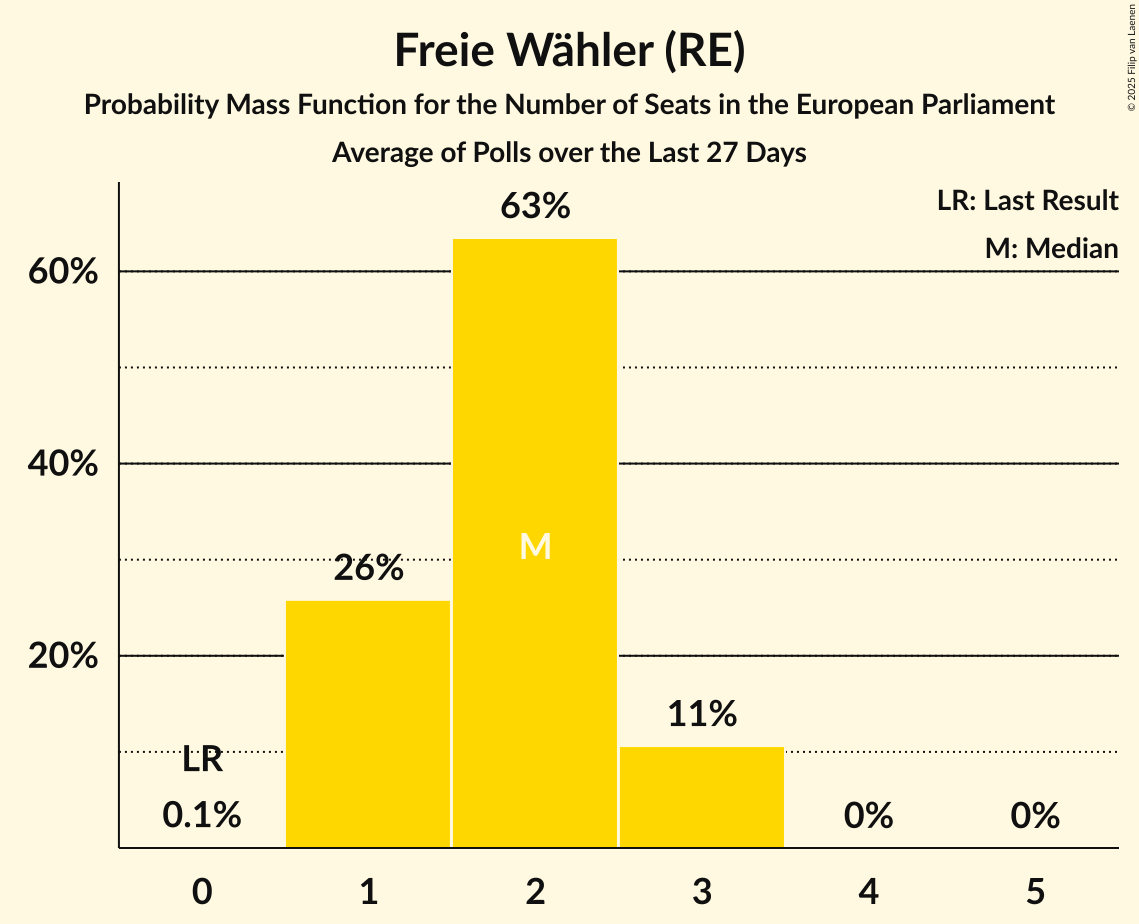 Freie Wähler (RE)
Probability Mass Function for the Number of Seats in the European Parliament
Average of Polls over the Last 27 Days
© 2025 Filip van Laenen
LR: Last Result
M: Median
60%
40%
20%
63%
M
26%
11%
LR
0.1%
0%
0%
0
1
2
3
4
5